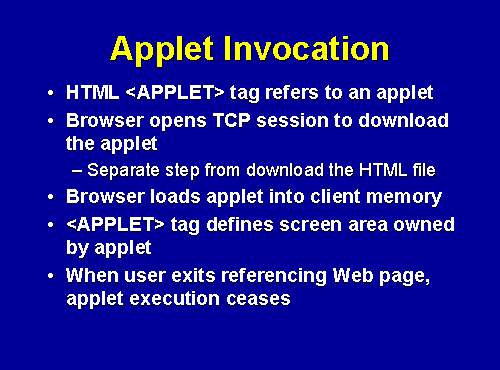 Applet Invocation
• HTML <APPLET> tag refers to an applet
• Browser opens TCP session to download
the applet
– Separate step from download the HTML file
• Browser loads applet into client memory
• <APPLET> tag defines screen area owned
by applet
• When user exits referencing Web page,
applet execution ceases